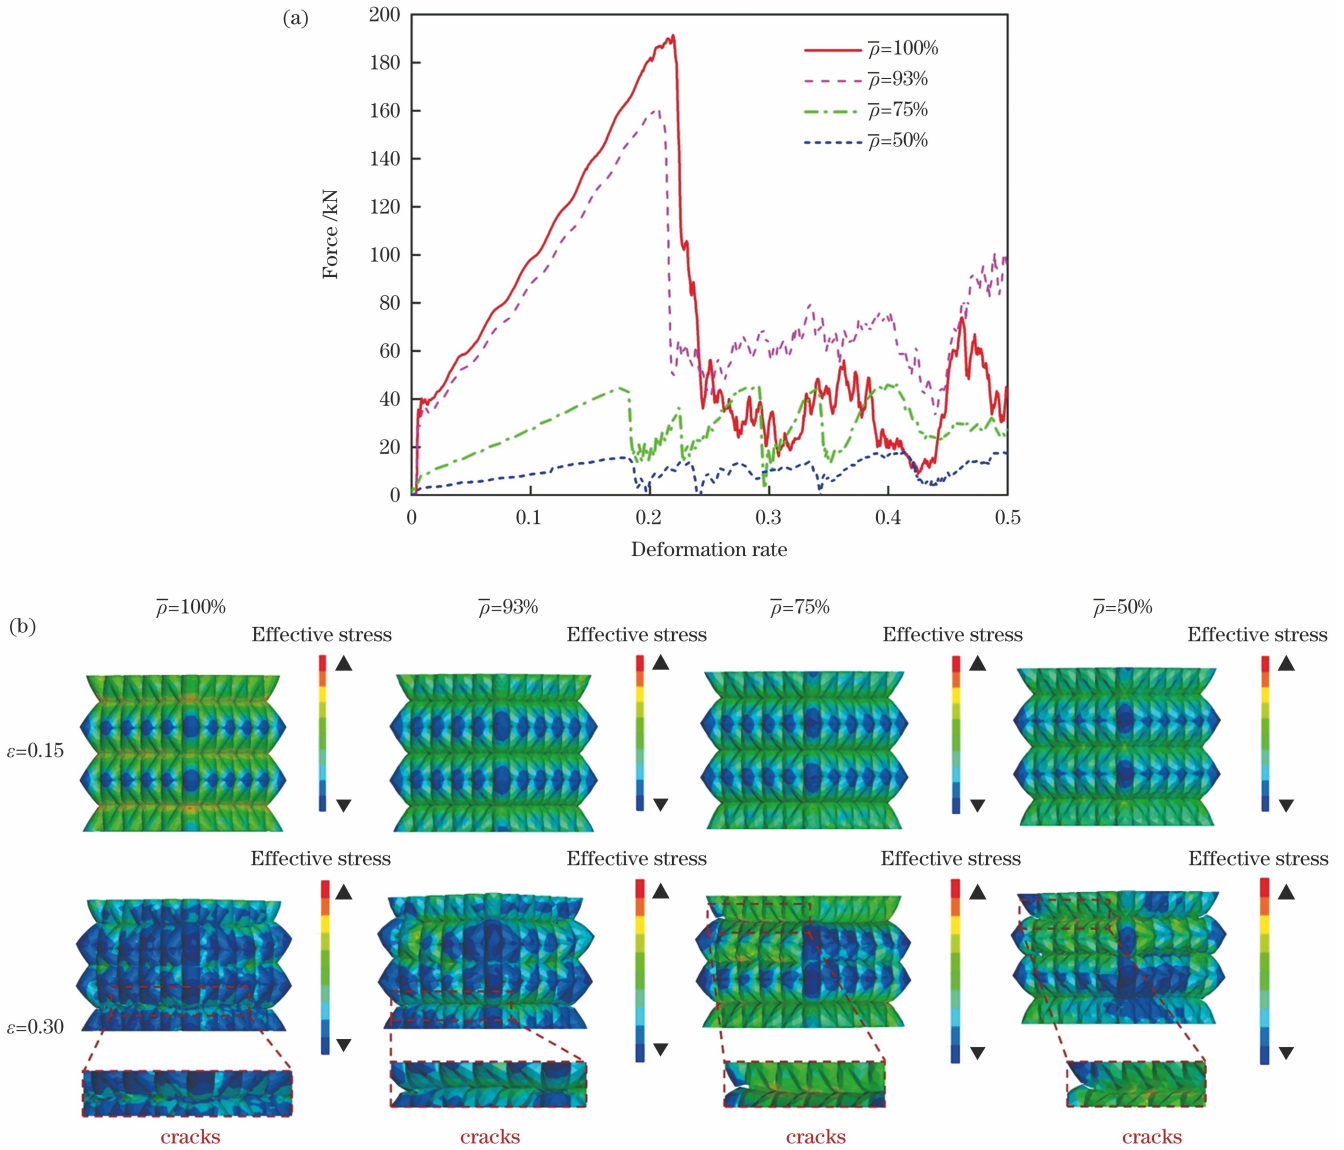 (a)
200
180
160
140
120
100
80
60
40
20
0
Force /kN
0 0.1 0.2 0.3 0.4 0.5
Deformation rate
ρ̅=100%
ρ̅=93%
ρ̅=75%
ρ̅=50%
(b)
ρ̅=100% ρ̅=93% ρ̅=75% ρ̅=50%
Effective stress Effective stress Effective stress Effective stress
ε=0.15
Effective stress Effective stress Effective stress Effective stress
ε=0.30
cracks cracks cracks cracks